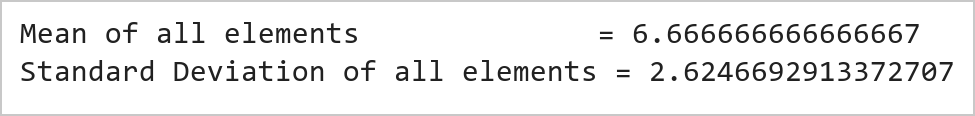 Mean of all elements               = 6.666666666666667
Standard Deviation of all elements = 2.6246692913372707